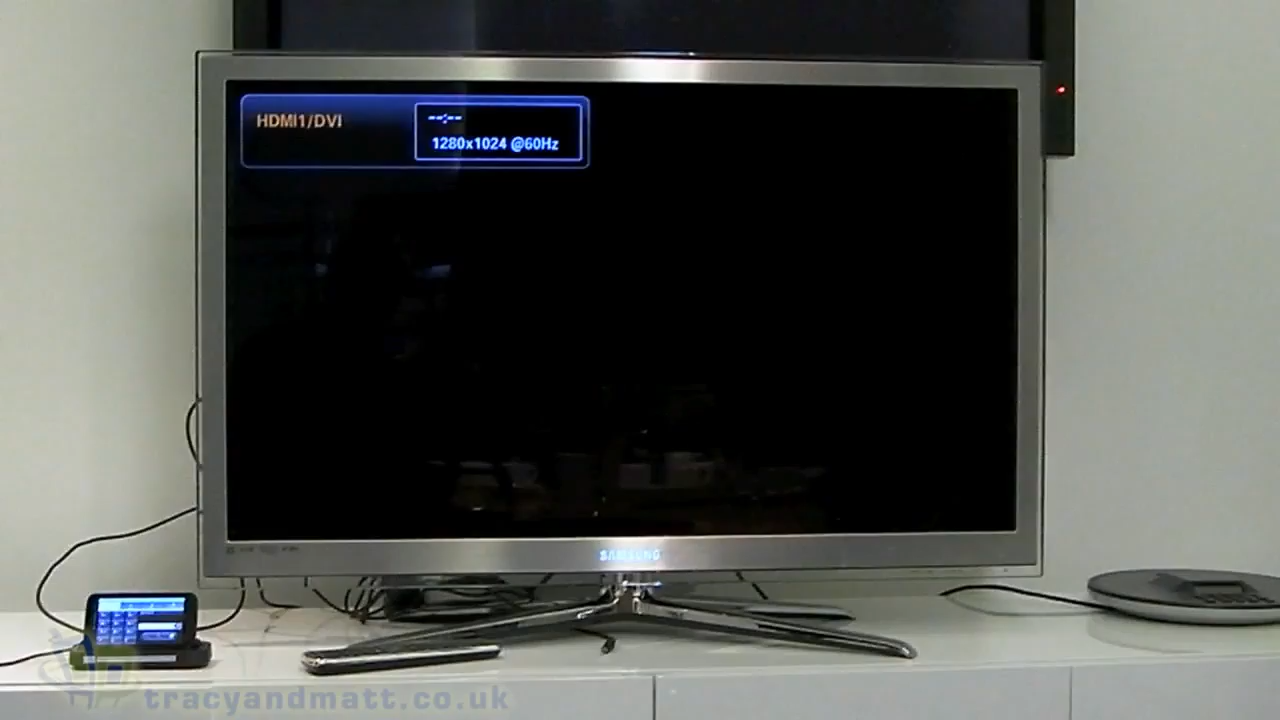 HDMI1/DVI
--:--
1280x1024 @60Hz
SAMSUNG
tracyandmatt.co.uk